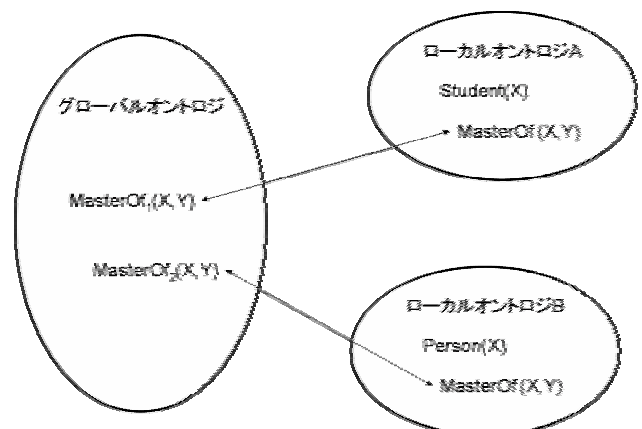 グローバルオントロジ
MasterOf₁(X,Y)
MasterOf₂(X,Y)
ローカルオントロジA
Student(X)
MasterOf(X,Y)
ローカルオントロジB
Person(X)
MasterOf(X,Y)